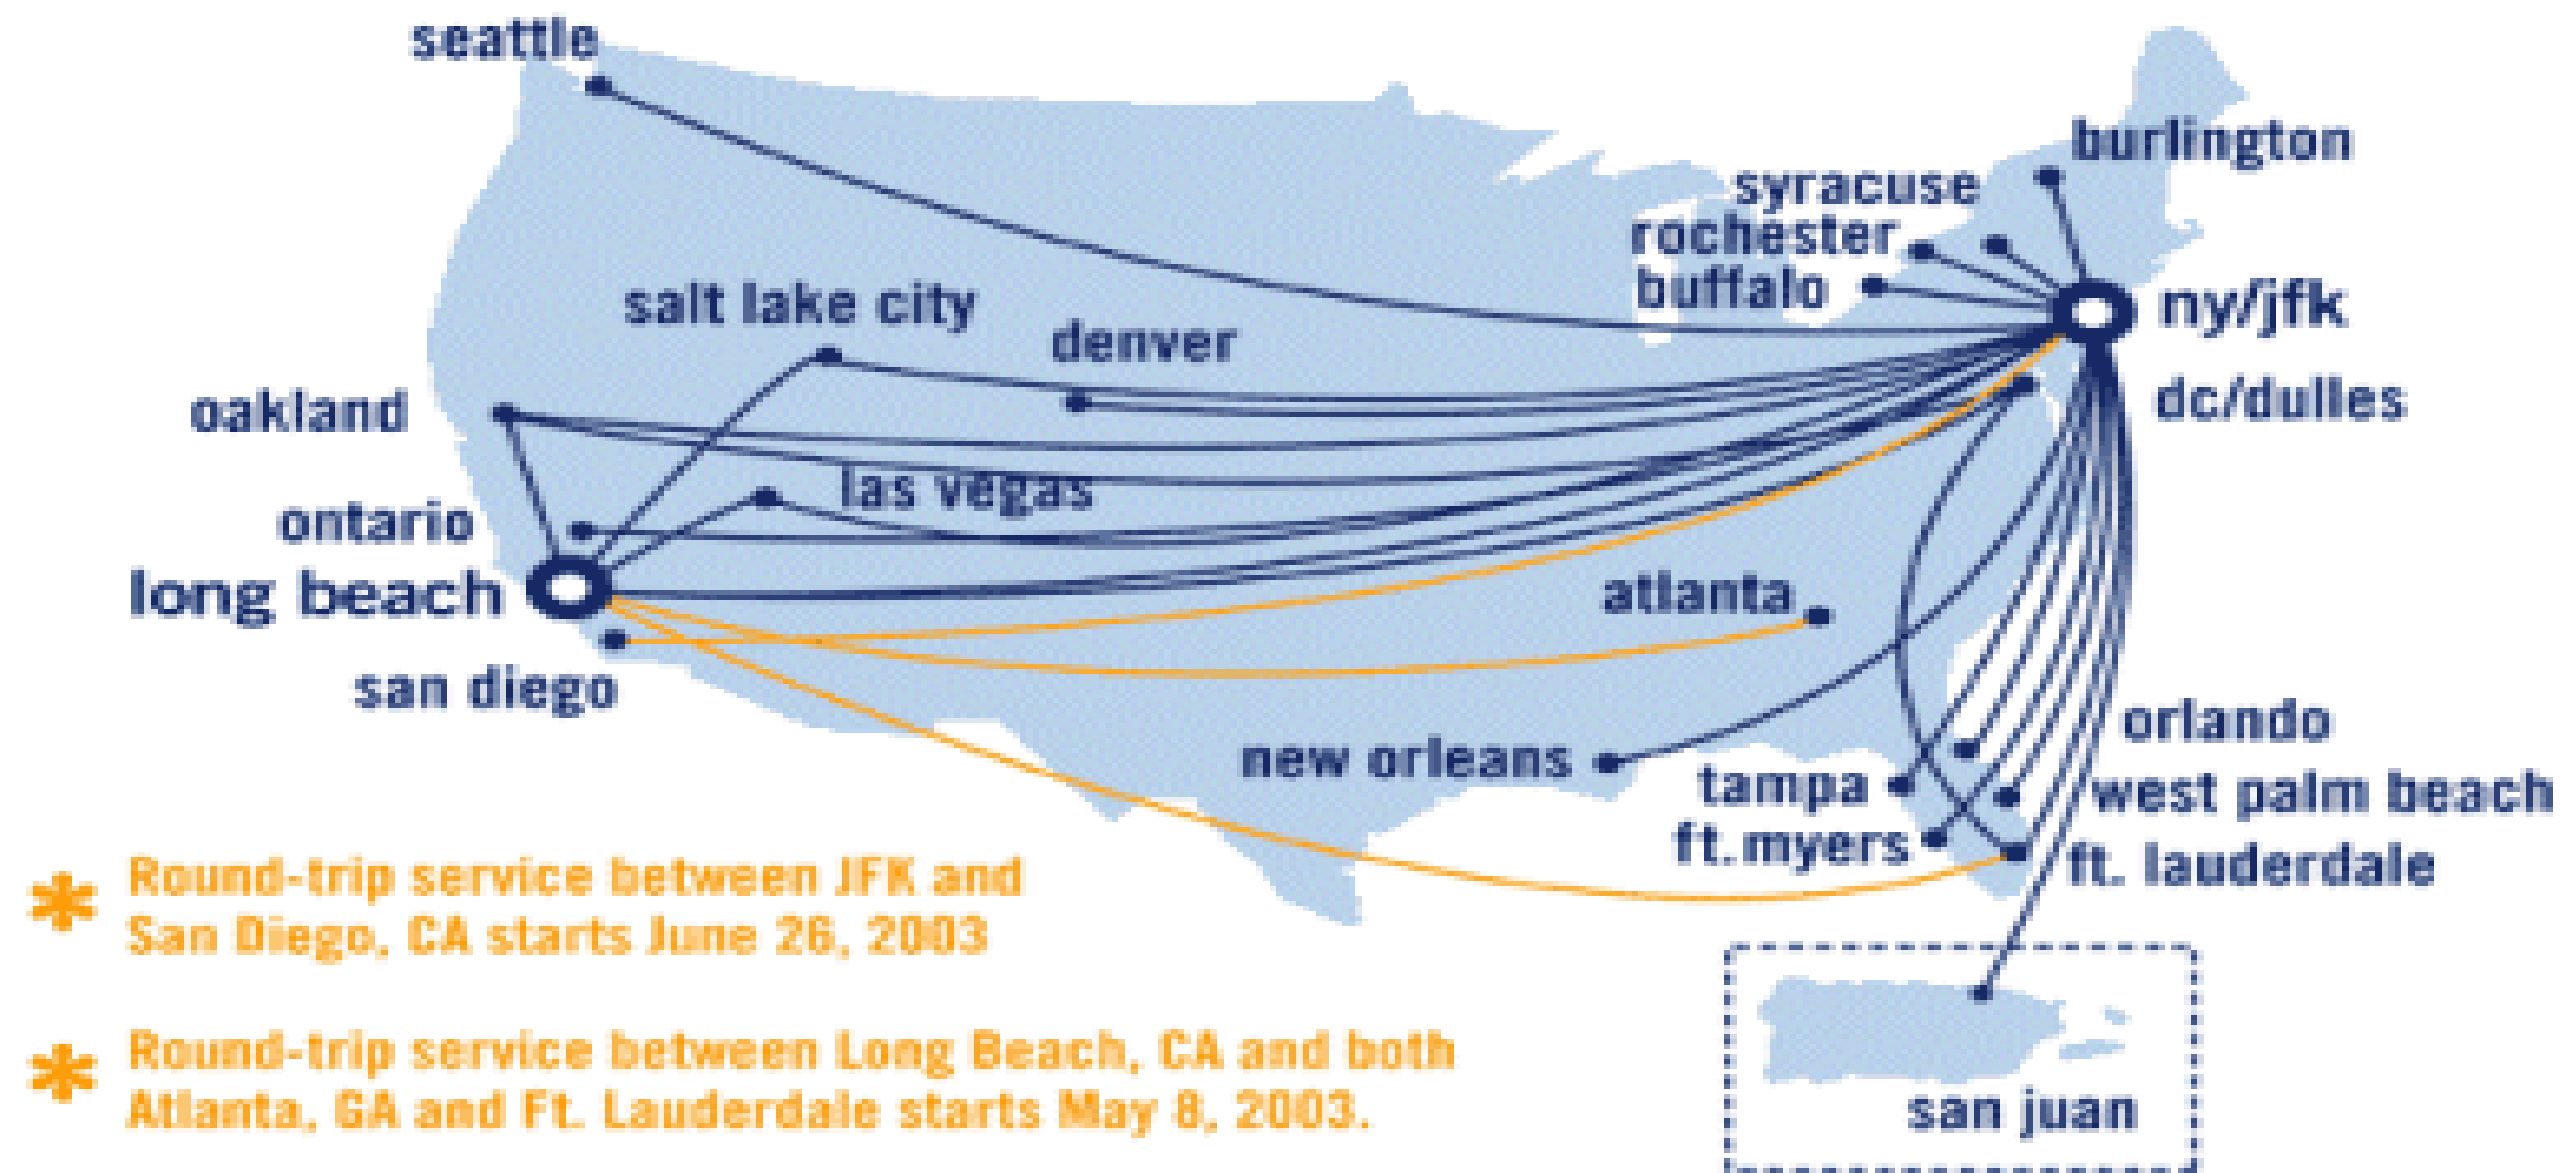 seattle
burlington
syracuse
rochester
buffalo
salt lake city
ny/jfk
denver
oakland
dc/dulles
las vegas
ontario
long beach
atlanta
san diego
orlando
new orleans
tampa
west palm beach
ft. myers
ft. lauderdale
* Round-trip service between JFK and
San Diego, CA starts June 26, 2003
* Round-trip service between Long Beach, CA and both
Atlanta, GA and Ft. Lauderdale starts May 8, 2003.
san juan